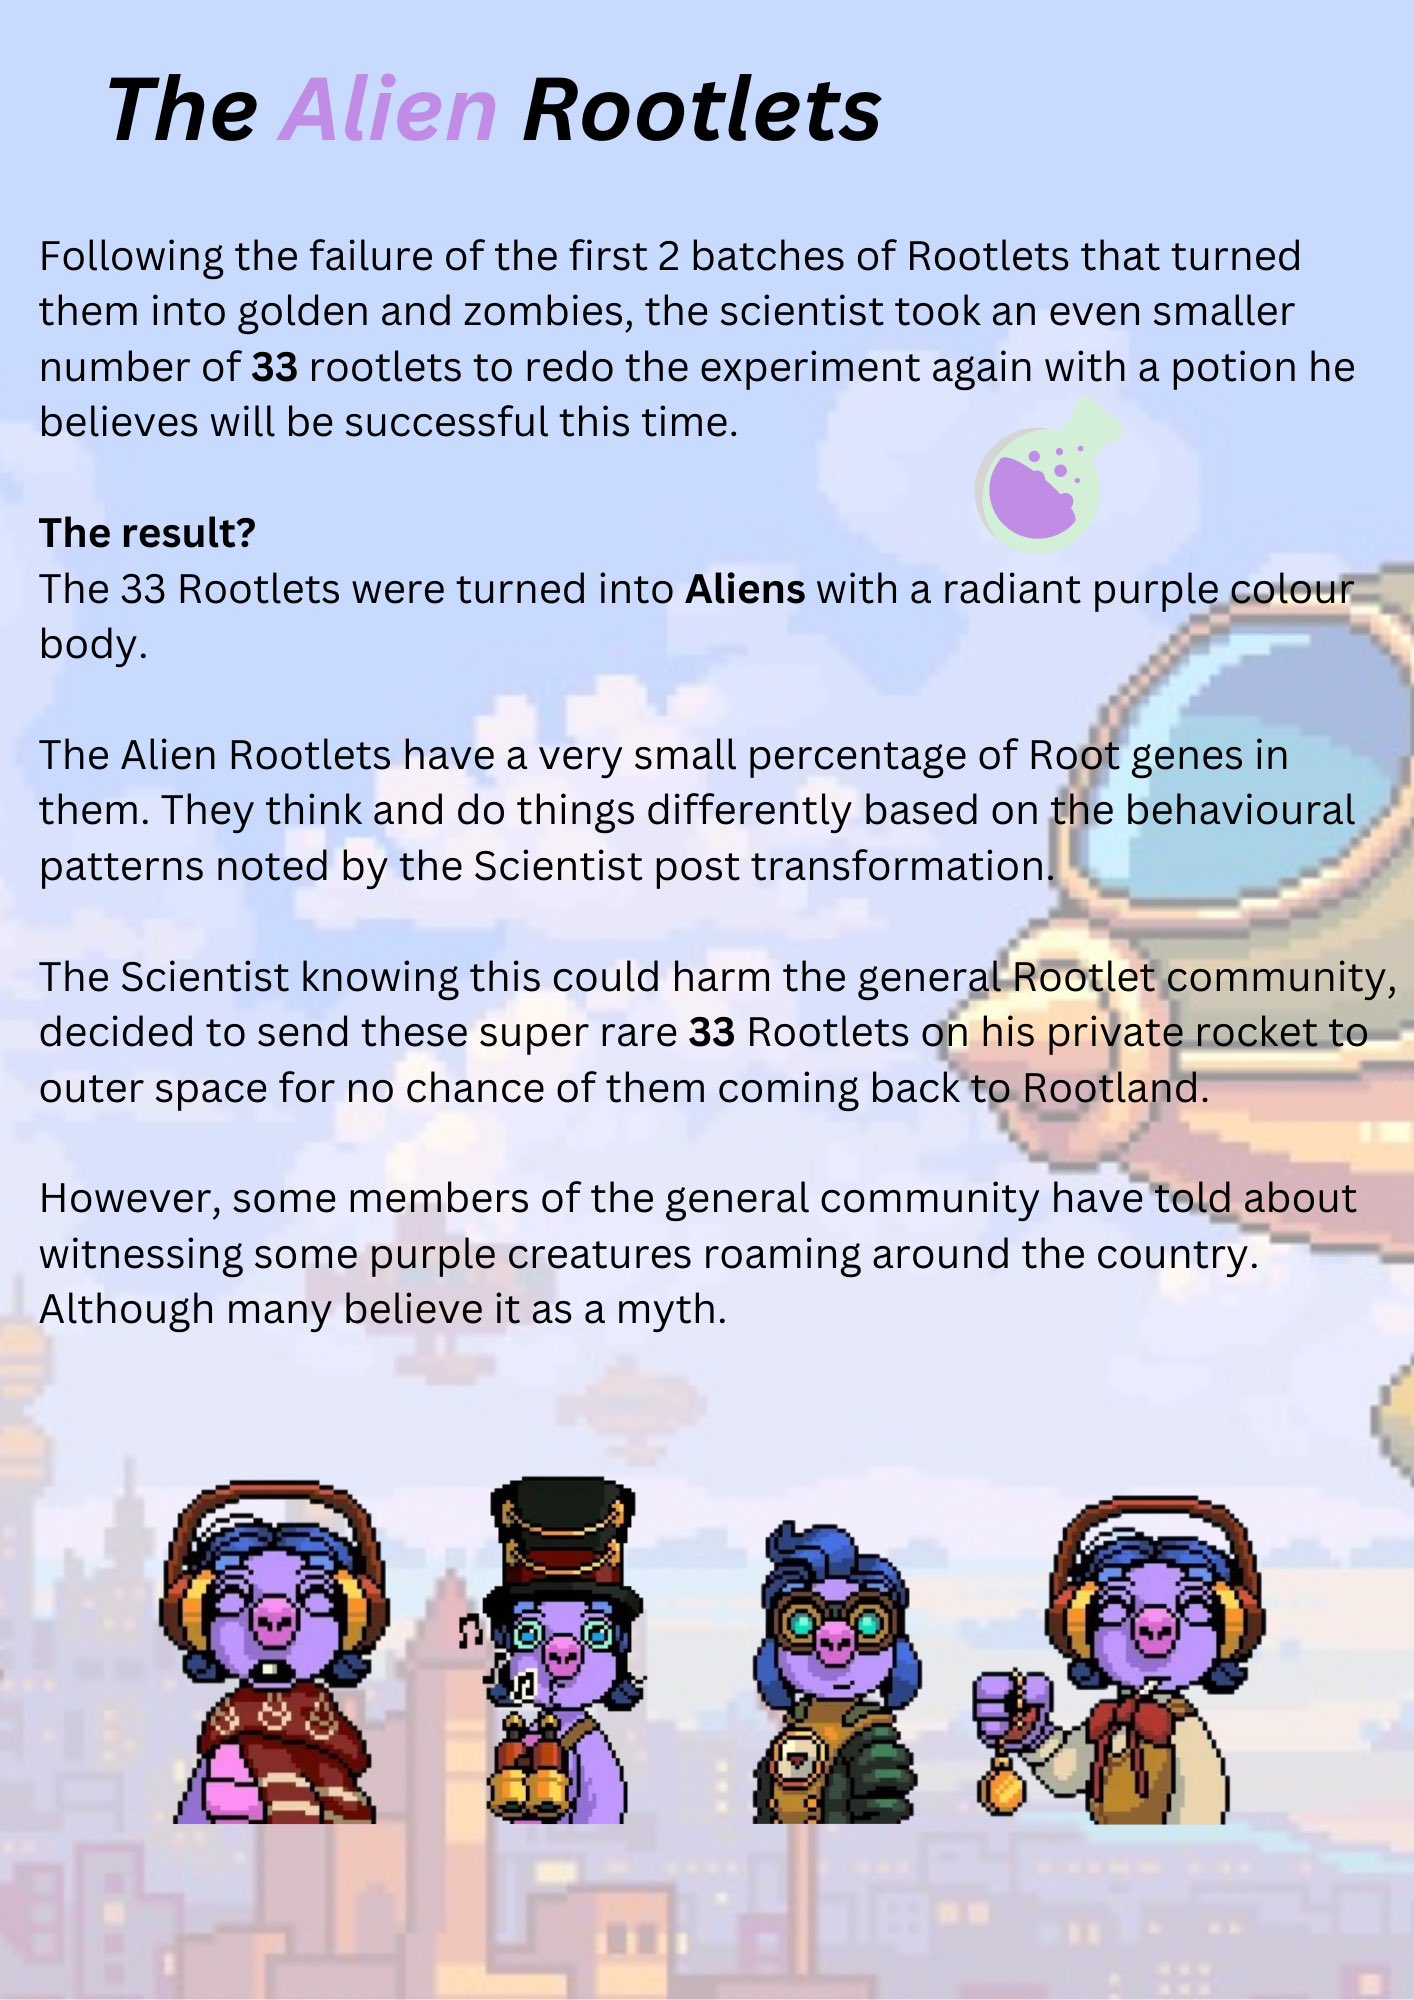 The Alien Rootlets
Following the failure of the first 2 batches of Rootlets that turned
them into golden and zombies, the scientist took an even smaller
number of 33 rootlets to redo the experiment again with a potion he
believes will be successful this time.
The result?
The 33 Rootlets were turned into Aliens with a radiant purple colour
body.
The Alien Rootlets have a very small percentage of Root genes in
them. They think and do things differently based on the behavioural
patterns noted by the Scientist post transformation.
The Scientist knowing this could harm the general Rootlet community,
decided to send these super rare 33 Rootlets on his private rocket to
outer space for no chance of them coming back to Rootland.
However, some members of the general community have told about
witnessing some purple creatures roaming around the country.
Although many believe it as a myth.